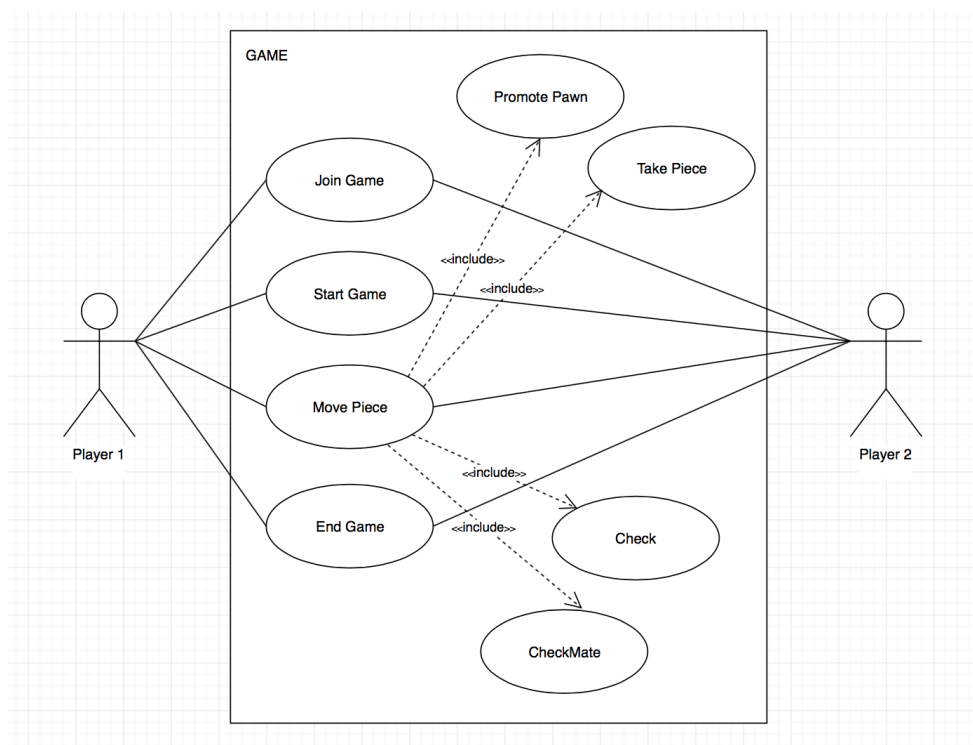 GAME
Promote Pawn
Take Piece
Join Game
<<include>>
<<include>>
Start Game
Move Piece
Player 1
Player 2
<<include>>
End Game
<<include>>
Check
CheckMate